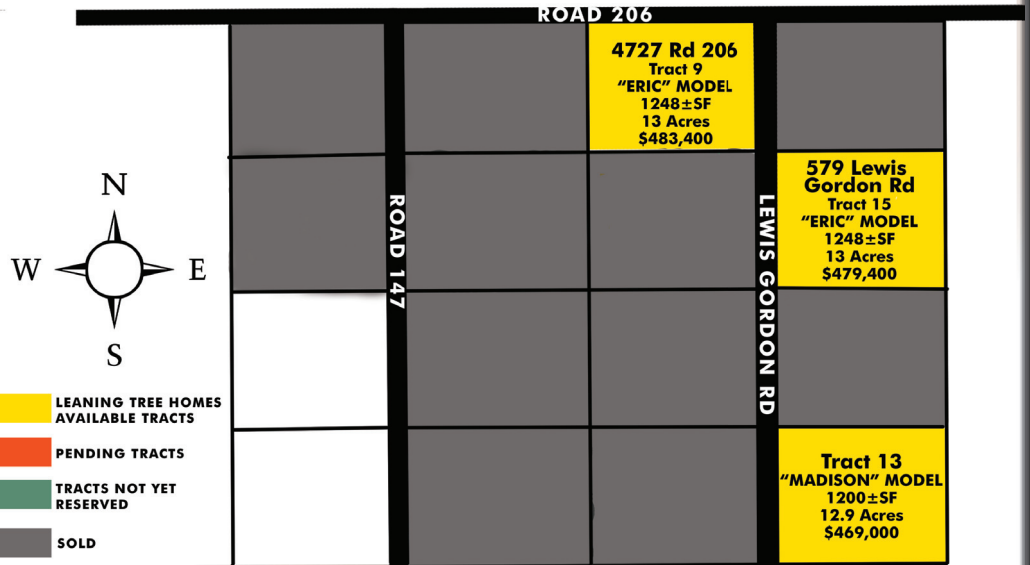 ROAD 206
4727 Rd 206
Tract 9
“ERIC” MODEL
1248±SF
13 Acres
$483,400
579 Lewis
Gordon Rd
Tract 15
“ERIC” MODEL
1248±SF
13 Acres
$479,400
ROAD 147
LEWIS GORDON RD
N
W
E
S
LEANING TREE HOMES
AVAILABLE TRACTS
PENDING TRACTS
TRACTS NOT YET
RESERVED
SOLD
Tract 13
“MADISON” MODEL
1200±SF
12.9 Acres
$469,000